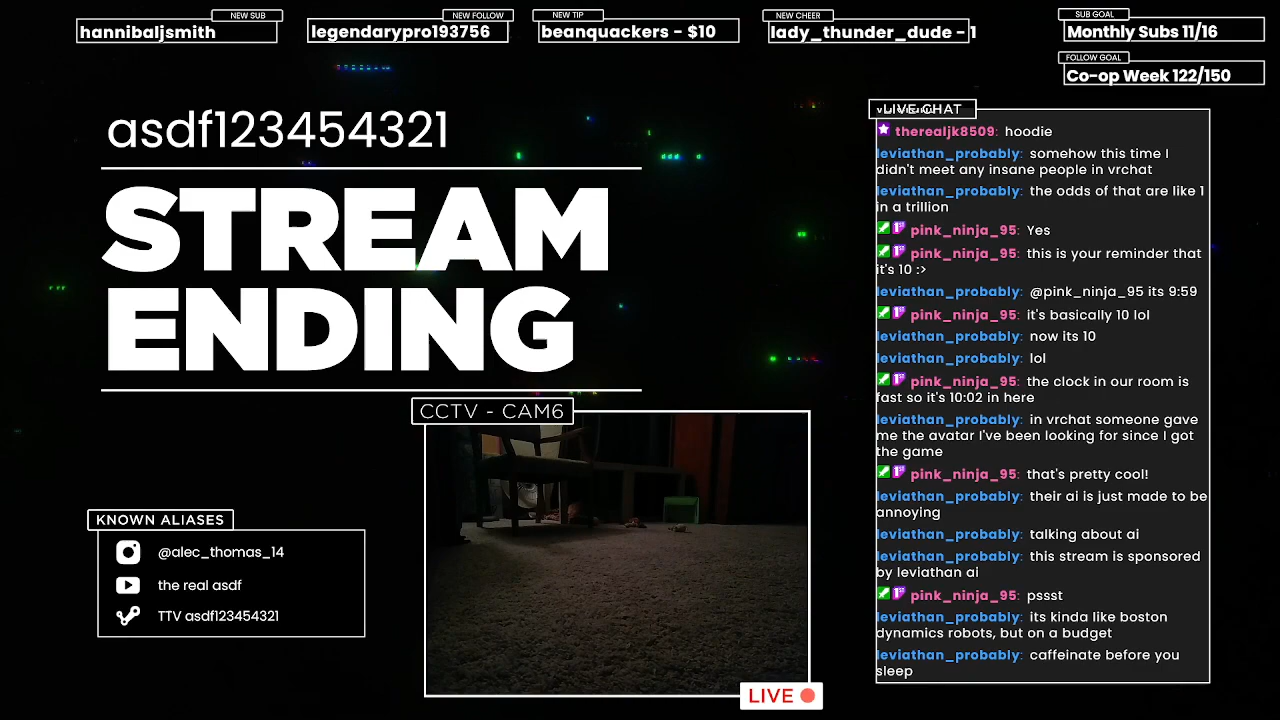 NEW SUB
hannibaljsmith
NEW FOLLOW
legendarypro193756
NEW TIP
beanquackers - $10
NEW CHEER
lady_thunder_dude - 1
SUB GOAL
Monthly Subs 11/16
FOLLOW GOAL
Co-op Week 122/150
asdf123454321
STREAM
ENDING
CCTV - CAM6
LIVE
KNOWN ALIASES
@alec_thomas_14
the real asdf
TTV asdf123454321
LIVE CHAT
therealjk8509: hoodie
leviathan_probably: somehow this time I
didn't meet any insane people in vrchat
leviathan_probably: the odds of that are like 1
in a trillion
pink_ninja_95: Yes
pink_ninja_95: this is your reminder that
it's 10 :>
leviathan_probably: @pink_ninja_95 its 9:59
pink_ninja_95: it's basically 10 lol
leviathan_probably: now its 10
leviathan_probably: lol
pink_ninja_95: the clock in our room is
fast so it's 10:02 in here
leviathan_probably: in vrchat someone gave
me the avatar I've been looking for since I got
the game
pink_ninja_95: that's pretty cool!
leviathan_probably: their ai is just made to be
annoying
leviathan_probably: talking about ai
leviathan_probably: this stream is sponsored
by leviathan ai
pink_ninja_95: pssst
leviathan_probably: its kinda like boston
dynamics robots, but on a budget
leviathan_probably: caffeinate before you
sleep